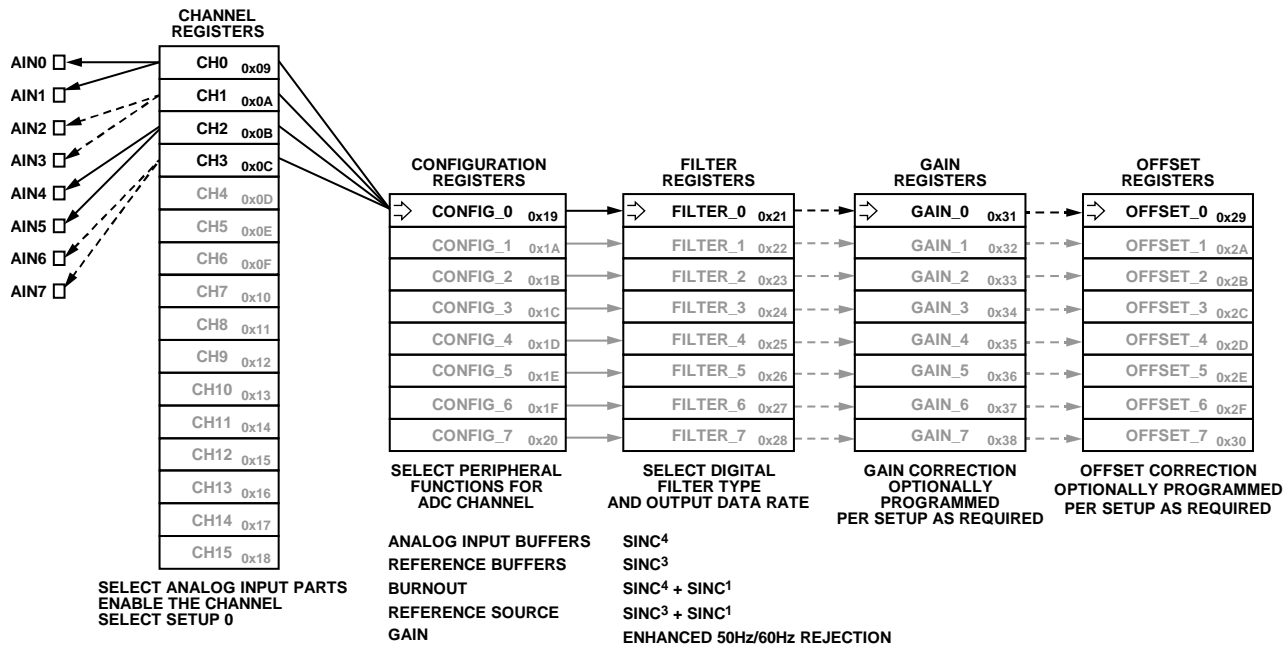 CHANNEL
REGISTERS
AIN0
AIN1
AIN2
AIN3
AIN4
AIN5
AIN6
AIN7
CH0 0x09
CH1 0x0A
CH2 0x0B
CH3 0x0C
CH4 0x0D
CH5 0x0E
CH6 0x0F
CH7 0x10
CH8 0x11
CH9 0x12
CH10 0x13
CH11 0x14
CH12 0x15
CH13 0x16
CH14 0x17
CH15 0x18
SELECT ANALOG INPUT PARTS
ENABLE THE CHANNEL
SELECT SETUP 0
CONFIGURATION
REGISTERS
CONFIG_0 0x19
CONFIG_1 0x1A
CONFIG_2 0x1B
CONFIG_3 0x1C
CONFIG_4 0x1D
CONFIG_5 0x1E
CONFIG_6 0x1F
CONFIG_7 0x20
SELECT PERIPHERAL
FUNCTIONS FOR
ADC CHANNEL
ANALOG INPUT BUFFERS
REFERENCE BUFFERS
BURNOUT
REFERENCE SOURCE
GAIN
FILTER
REGISTERS
FILTER_0 0x21
FILTER_1 0x22
FILTER_2 0x23
FILTER_3 0x24
FILTER_4 0x25
FILTER_5 0x26
FILTER_6 0x27
FILTER_7 0x28
SELECT DIGITAL
FILTER TYPE
AND OUTPUT DATA RATE
SINC⁴
SINC³
SINC⁴ + SINC¹
SINC³ + SINC¹
ENHANCED 50Hz/60Hz REJECTION
GAIN
REGISTERS
GAIN_0 0x31
GAIN_1 0x32
GAIN_2 0x33
GAIN_3 0x34
GAIN_4 0x35
GAIN_5 0x36
GAIN_6 0x37
GAIN_7 0x38
GAIN CORRECTION
OPTIONALLY
PROGRAMMED
PER SETUP AS REQUIRED
OFFSET
REGISTERS
OFFSET_0 0x29
OFFSET_1 0x2A
OFFSET_2 0x2B
OFFSET_3 0x2C
OFFSET_4 0x2D
OFFSET_5 0x2E
OFFSET_6 0x2F
OFFSET_7 0x30
OFFSET CORRECTION
OPTIONALLY PROGRAMMED
PER SETUP AS REQUIRED